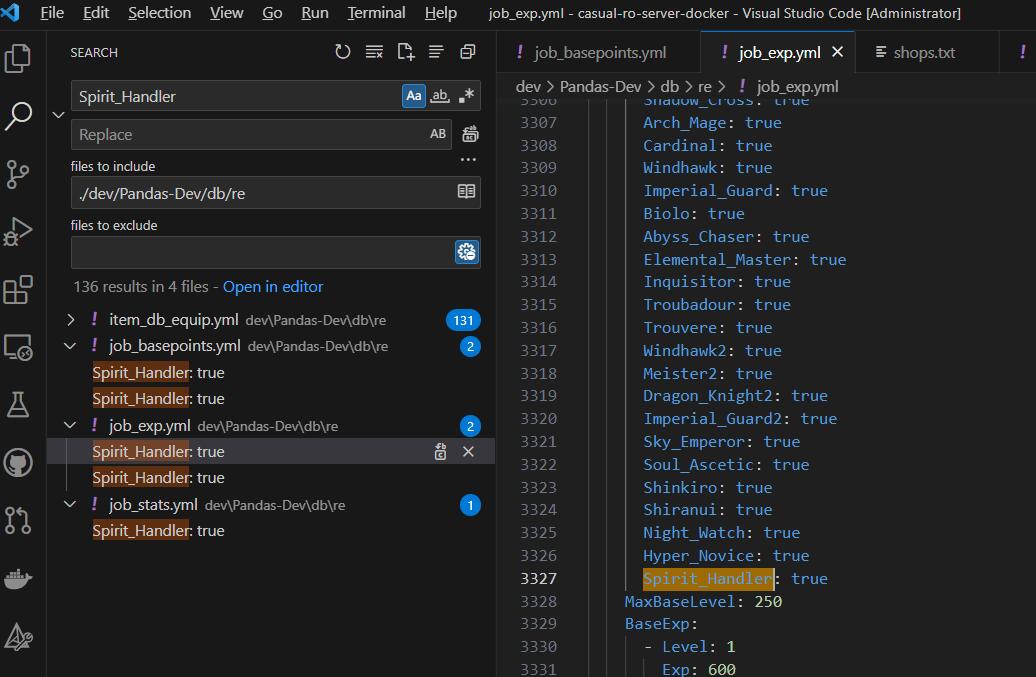 File Edit Selection View Go Run Terminal Help job_exp.yml - casual-ro-server-docker - Visual Studio Code [Administrator]
SEARCH
Spirit_Handler Aa ab .*
Replace AB
files to include
./dev/Pandas-Dev/db/re
files to exclude
136 results in 4 files - Open in editor
! item_db_equip.yml dev\Pandas-Dev\db\re 131
! job_basepoints.yml dev\Pandas-Dev\db\re 2
Spirit_Handler: true
Spirit_Handler: true
! job_exp.yml dev\Pandas-Dev\db\re 2
Spirit_Handler: true
Spirit_Handler: true
! job_stats.yml dev\Pandas-Dev\db\re 1
Spirit_Handler: true
! job_basepoints.yml ! job_exp.yml shops.txt !
dev > Pandas-Dev > db > re > ! job_exp.yml
3306 Shadow_Cross: true
3307 Arch_Mage: true
3308 Cardinal: true
3309 Windhawk: true
3310 Imperial_Guard: true
3311 Biolo: true
3312 Abyss_Chaser: true
3313 Elemental_Master: true
3314 Inquisitor: true
3315 Troubadour: true
3316 Trouvere: true
3317 Windhawk2: true
3318 Meister2: true
3319 Dragon_Knight2: true
3320 Imperial_Guard2: true
3321 Sky_Emperor: true
3322 Soul_Ascetic: true
3323 Shinkiro: true
3324 Shiranui: true
3325 Night_Watch: true
3326 Hyper_Novice: true
3327 Spirit_Handler: true
3328 MaxBaseLevel: 250
3329 BaseExp:
3330 - Level: 1
3331 Exp: 600